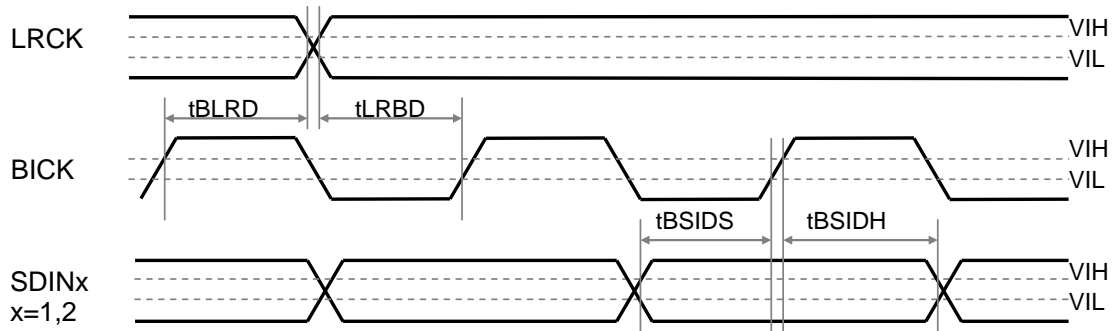 LRCK
VIH
VIL
tBLRD
tLRBD
BICK
VIH
VIL
tBSIDS
tBSIDH
SDINx
x=1,2
VIH
VIL